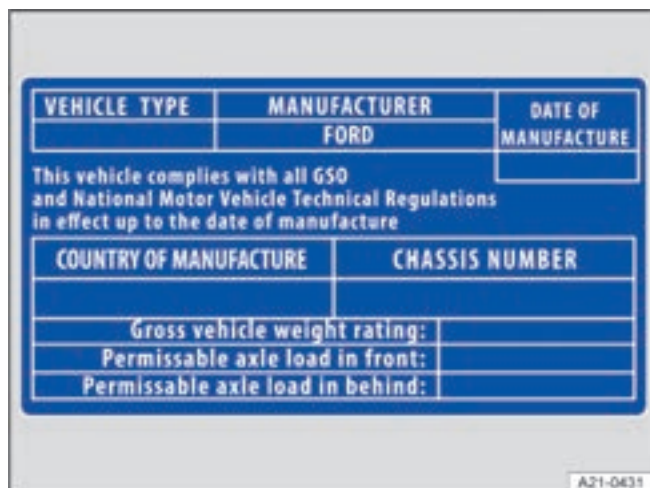 VEHICLE TYPE
MANUFACTURER
DATE OF
MANUFACTURE
FORD
This vehicle complies with all GSO
and National Motor Vehicle Technical Regulations
in effect up to the date of manufacture
COUNTRY OF MANUFACTURE
CHASSIS NUMBER
Gross vehicle weight rating:
Permissable axle load in front:
Permissable axle load in behind:
A21-0431